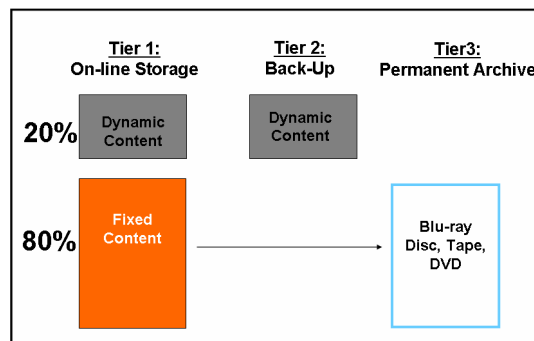 Tier 1:
On-line Storage
Tier 2:
Back-Up
Tier3:
Permanent Archive
20%
Dynamic
Content
Dynamic
Content
80%
Fixed
Content
Blu-ray
Disc, Tape,
DVD